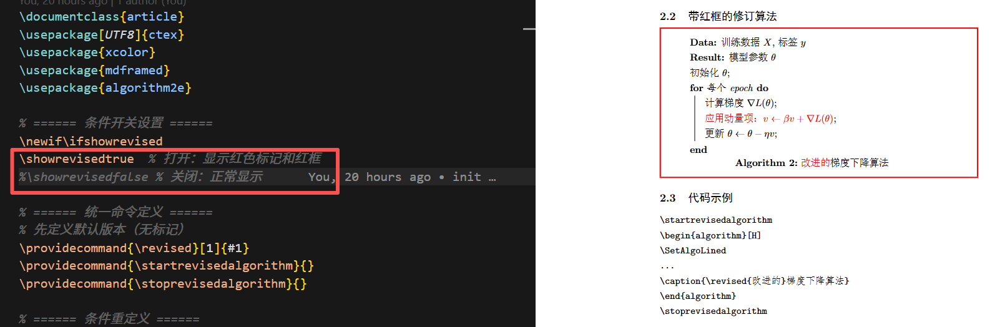 You, 20 hours ago | 1 author (You)
\documentclass{article}
\usepackage[UTF8]{ctex}
\usepackage{xcolor}
\usepackage{mdframed}
\usepackage{algorithm2e}
% ====== 条件开关设置 ======
\newif\ifshowrevised
\showrevisedtrue % 打开：显示红色标记和红框
%\showrevisedfalse % 关闭：正常显示 You, 20 hours ago • init …
% ====== 统一命令定义 ======
% 先定义默认版本（无标记）
\providecommand{\revised}[1]{#1}
\providecommand{\startrevisedalgorithm}{}
\providecommand{\stoprevisedalgorithm}{}
% ====== 条件重定义 ======
2.2 带红框的修订算法
Data: 训练数据 X, 标签 y
Result: 模型参数 θ
初始化 θ;
for 每个 epoch do
计算梯度 ∇L(θ);
应用动量项：v ← βv + ∇L(θ);
更新 θ ← θ − ηv;
end
Algorithm 2: 改进的梯度下降算法
2.3 代码示例
\startrevisedalgorithm
\begin{algorithm}[H]
\SetAlgoLined
...
\caption{\revised{改进的}梯度下降算法}
\end{algorithm}
\stoprevisedalgorithm